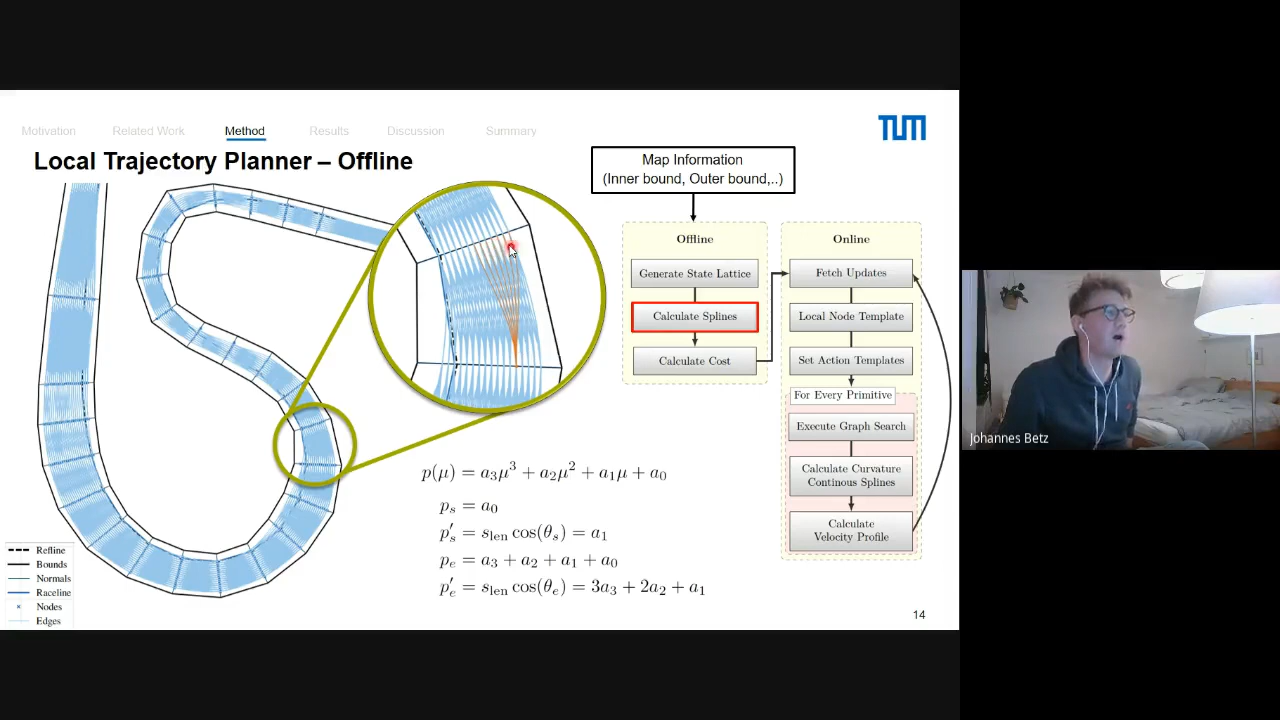 Motivation Related Work Method Results Discussion Summary
TUM
Local Trajectory Planner – Offline
Map Information
(Inner bound, Outer bound,..)
Offline
Generate State Lattice
Calculate Splines
Calculate Cost
Online
Fetch Updates
Local Node Template
Set Action Templates
For Every Primitive
Execute Graph Search
Calculate Curvature
Continous Splines
Calculate
Velocity Profile
p(μ) = a₃μ³ + a₂μ² + a₁μ + a₀
pₛ = a₀
p′ₛ = s_len cos(θₛ) = a₁
pₑ = a₃ + a₂ + a₁ + a₀
p′ₑ = s_len cos(θₑ) = 3a₃ + 2a₂ + a₁
Refline
Bounds
Normals
Raceline
Nodes
Edges
14
Johannes Betz